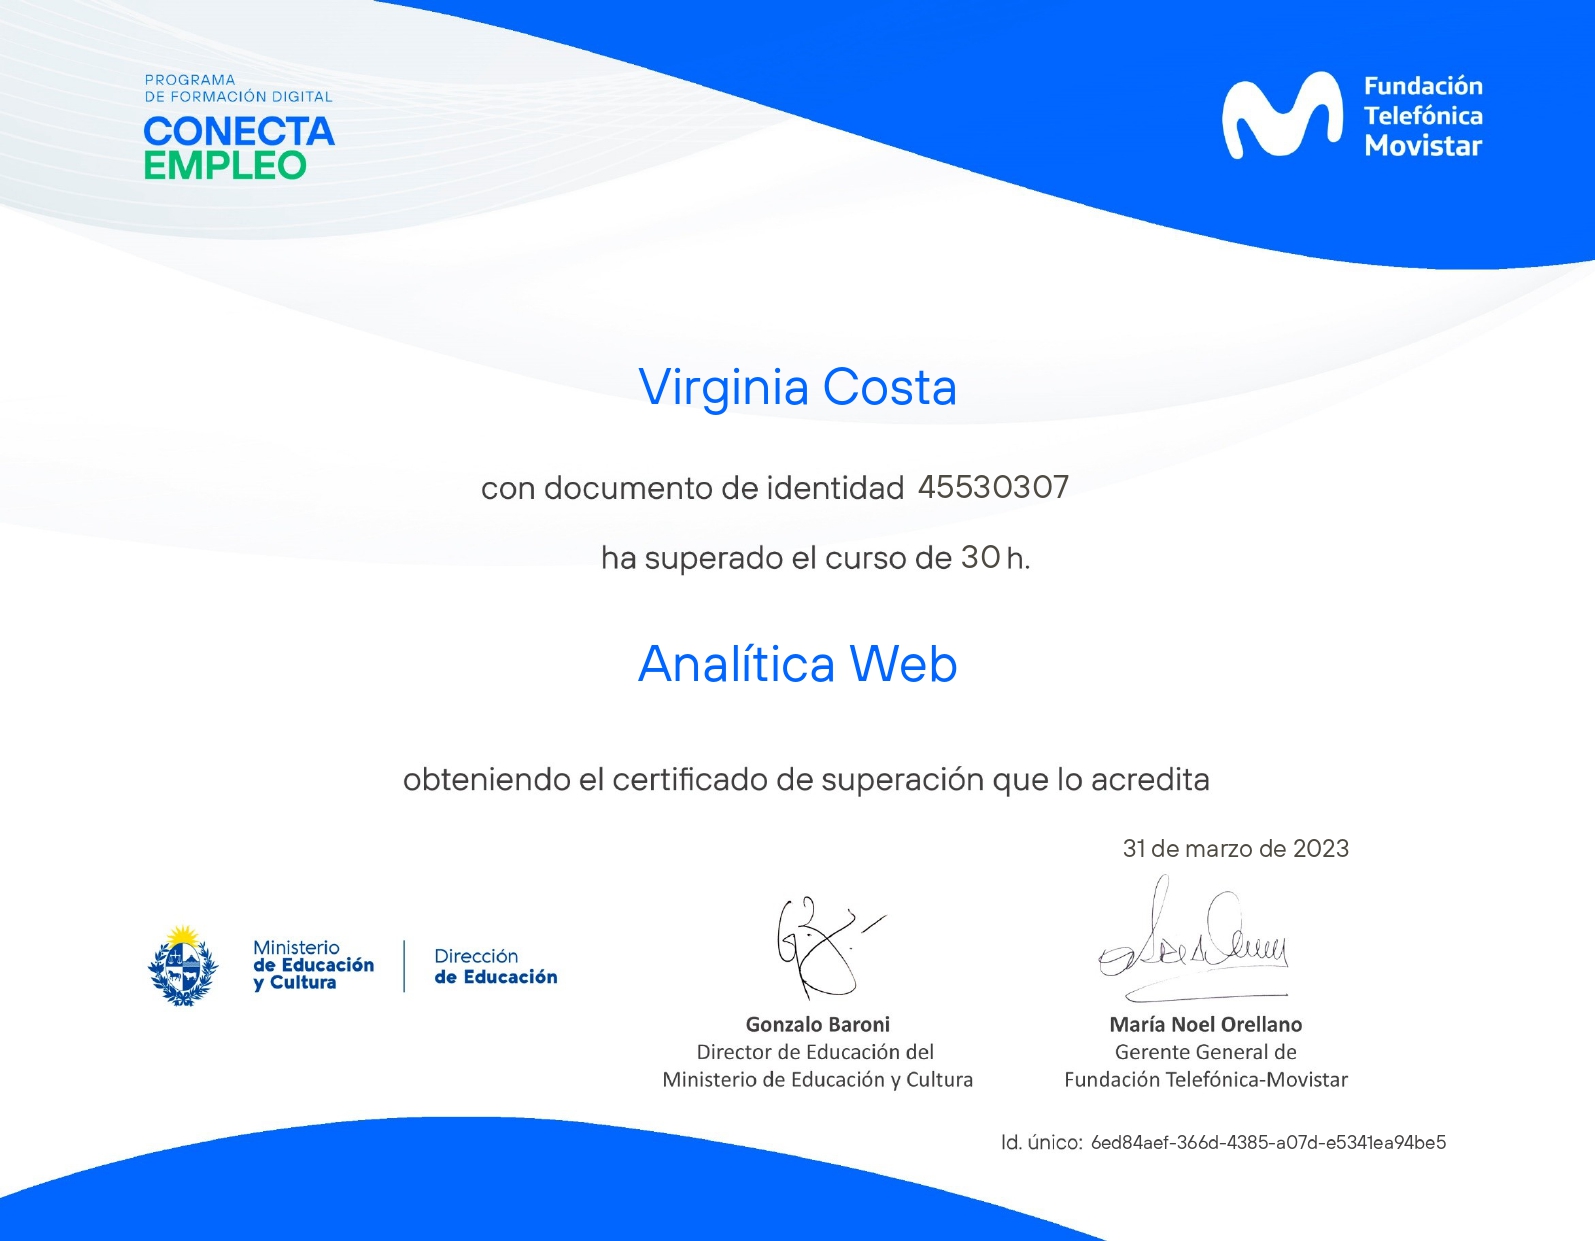 PROGRAMA
DE FORMACIÓN DIGITAL
CONECTA
EMPLEO
Fundación
Telefónica
Movistar
Virginia Costa
con documento de identidad 45530307
ha superado el curso de 30 h.
Analítica Web
obteniendo el certificado de superación que lo acredita
31 de marzo de 2023
Ministerio
de Educación
y Cultura
Dirección
de Educación
Gonzalo Baroni
Director de Educación del
Ministerio de Educación y Cultura
María Noel Orellano
Gerente General de
Fundación Telefónica-Movistar
Id. único: 6ed84aef-366d-4385-a07d-e5341ea94be5